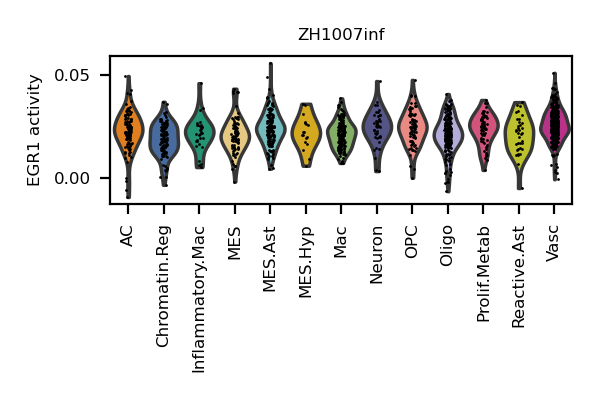 ZH1007inf
EGR1 activity
0.05
0.00
AC
Chromatin.Reg
Inflammatory.Mac
MES
MES.Ast
MES.Hyp
Mac
Neuron
OPC
Oligo
Prolif.Metab
Reactive.Ast
Vasc